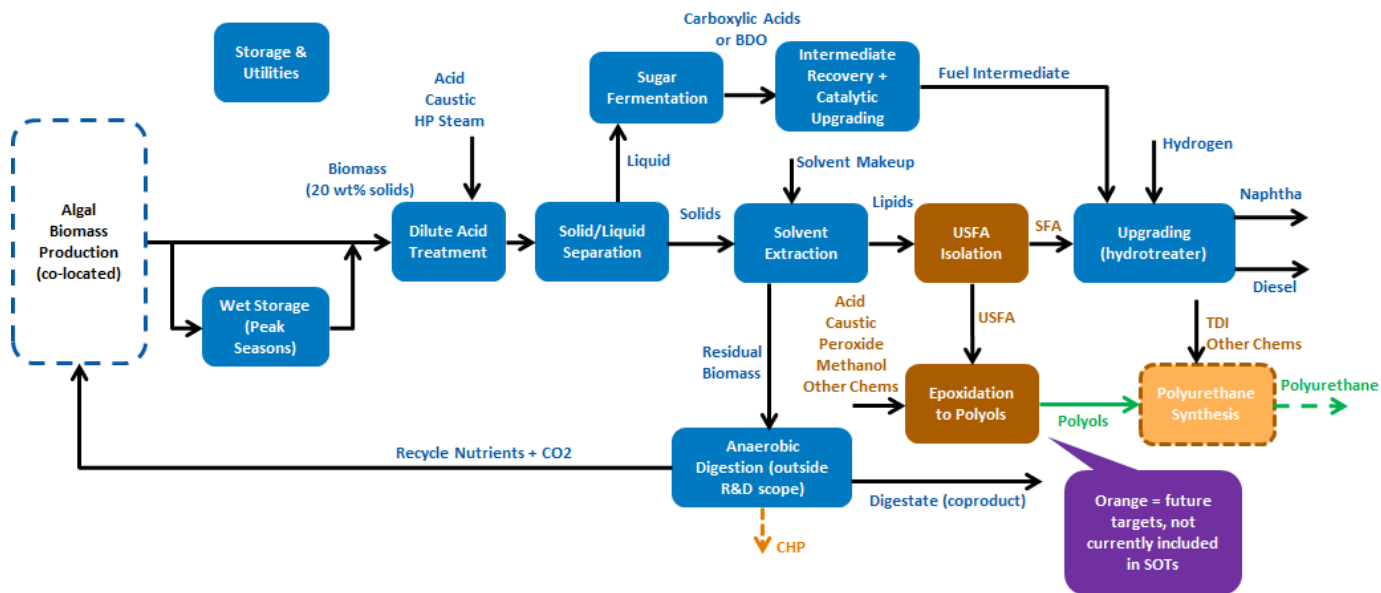 Storage &
Utilities
Acid
Caustic
HP Steam
Carboxylic Acids
or BDO
Sugar
Fermentation
Intermediate
Recovery +
Catalytic
Upgrading
Fuel Intermediate
Hydrogen
Naphtha
Diesel
Algal
Biomass
Production
(co-located)
Biomass
(20 wt% solids)
Wet Storage
(Peak
Seasons)
Dilute Acid
Treatment
Liquid
Solid/Liquid
Separation
Solids
Solvent Makeup
Solvent
Extraction
Lipids
USFA
Isolation
SFA
Upgrading
(hydrotreater)
Residual
Biomass
Acid
Caustic
Peroxide
Methanol
Other Chems
USFA
Epoxidation
to Polyols
Polyols
TDI
Other Chems
Polyurethane
Synthesis
Polyurethane
Recycle Nutrients + CO2
Anaerobic
Digestion (outside
R&D scope)
Digestate (coproduct)
CHP
Orange = future
targets, not
currently included
in SOTs